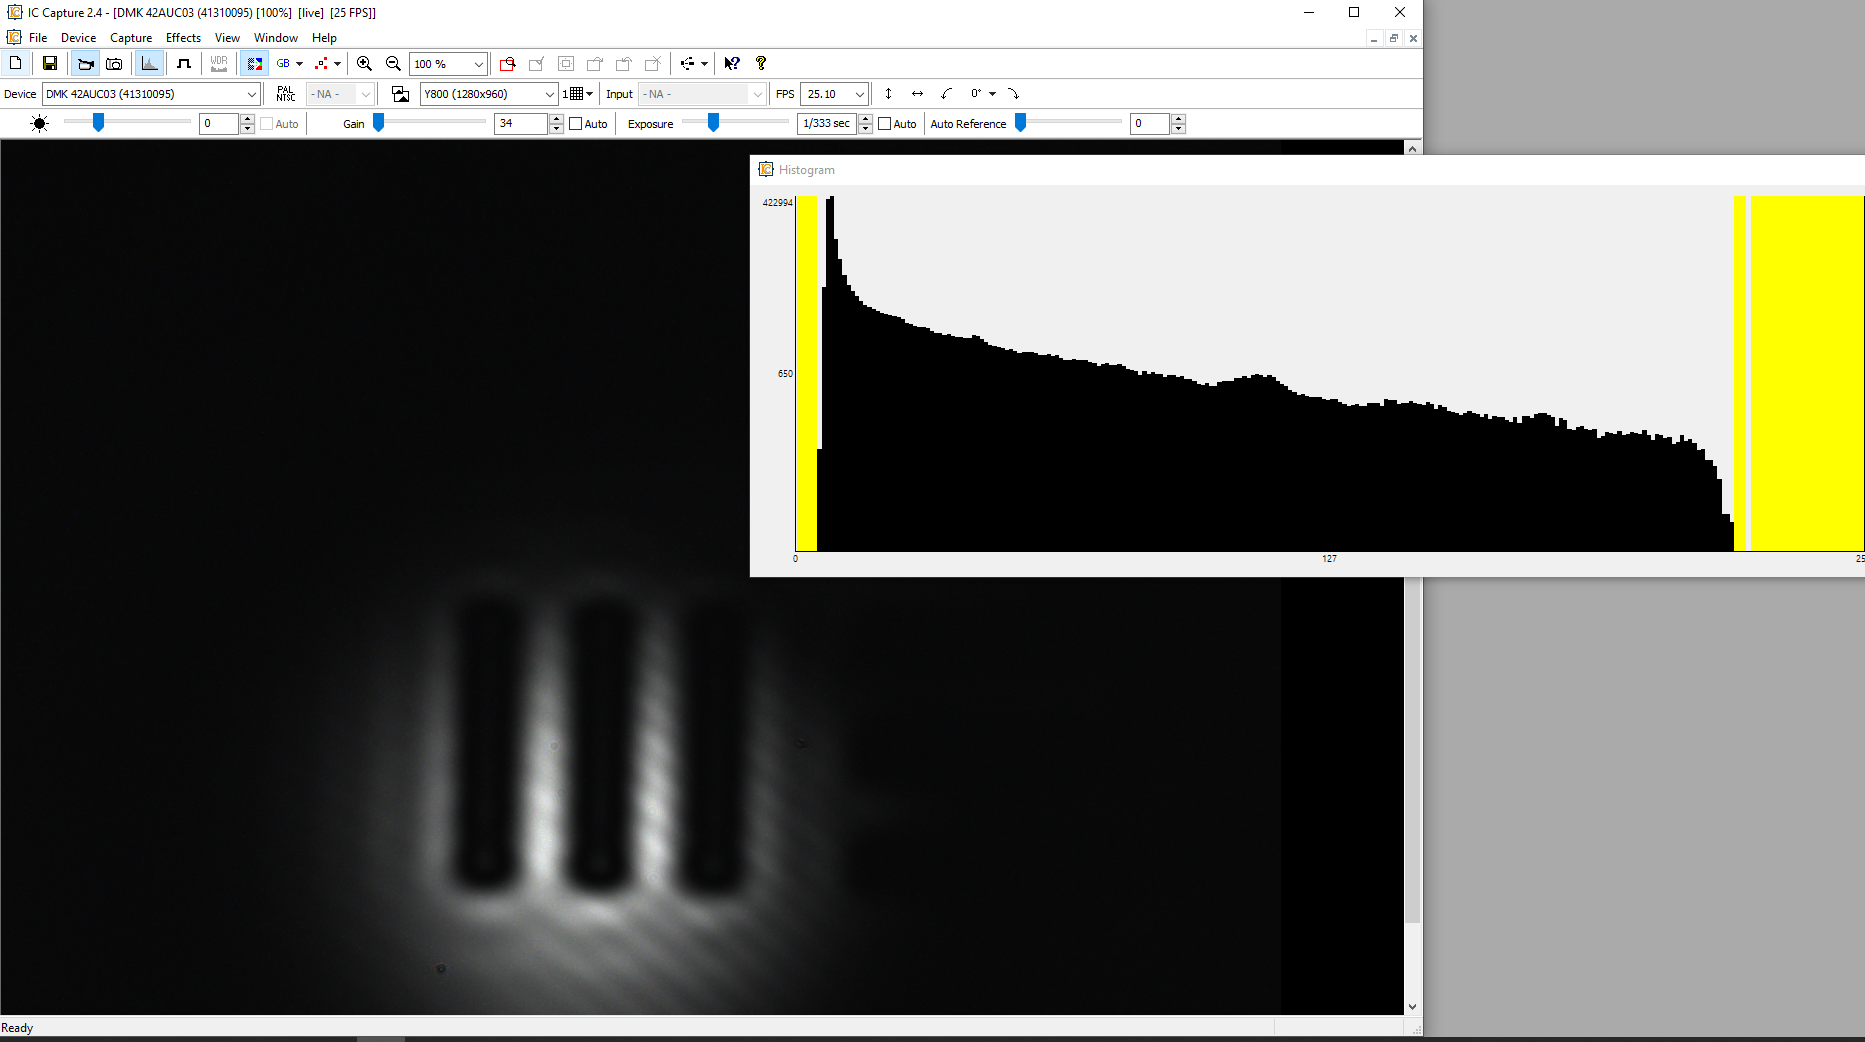 IC Capture 2.4 - [DMK 42AUC03 (41310095) [100%] [live] [25 FPS]]
File Device Capture Effects View Window Help
WDR GB 100 %
Device DMK 42AUC03 (41310095) PAL NTSC - NA - Y800 (1280x960) 1 Input - NA - FPS 25.10 0°
0 Auto Gain 34 Auto Exposure 1/333 sec Auto Auto Reference 0
Histogram
422994
650
0 127 25
Ready